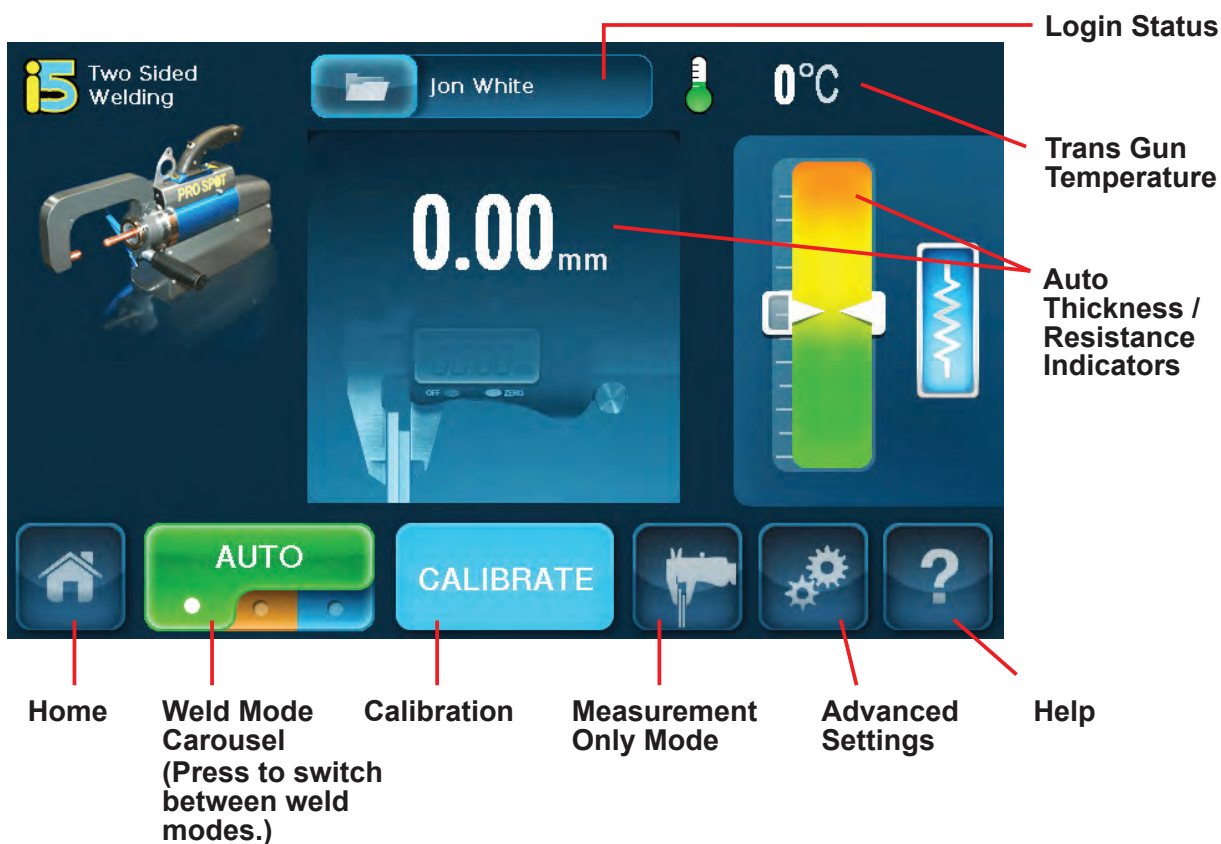 Login Status
i5 Two Sided
Welding
Jon White
0°C
Trans Gun
Temperature
PRO SPOT
0.00mm
Auto
Thickness /
Resistance
Indicators
OFF ZERO
AUTO
CALIBRATE
?
Home
Weld Mode
Carousel
(Press to switch
between weld
modes.)
Calibration
Measurement
Only Mode
Advanced
Settings
Help